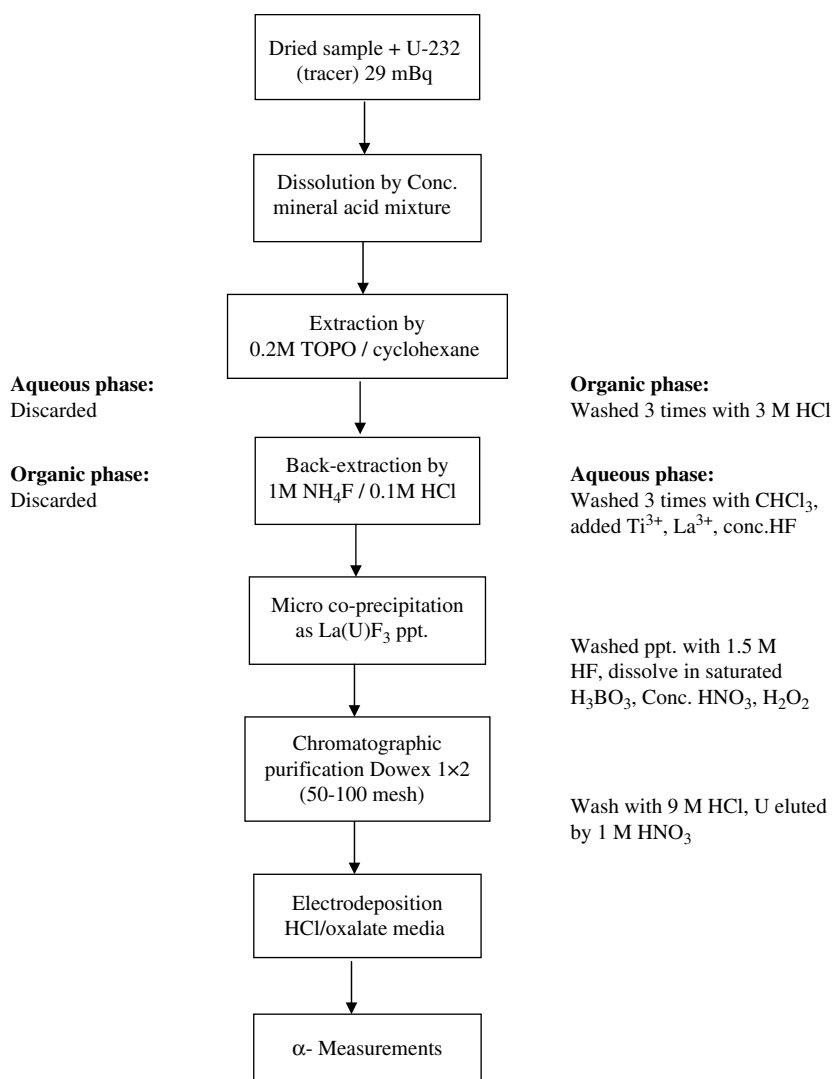 Dried sample + U-232
(tracer) 29 mBq
Dissolution by Conc.
mineral acid mixture
Extraction by
0.2M TOPO / cyclohexane
Aqueous phase:
Discarded
Organic phase:
Washed 3 times with 3 M HCl
Organic phase:
Discarded
Back-extraction by
1M NH₄F / 0.1M HCl
Aqueous phase:
Washed 3 times with CHCl₃,
added Ti³⁺, La³⁺, conc.HF
Micro co-precipitation
as La(U)F₃ ppt.
Washed ppt. with 1.5 M
HF, dissolve in saturated
H₃BO₃, Conc. HNO₃, H₂O₂
Chromatographic
purification Dowex 1×2
(50-100 mesh)
Wash with 9 M HCl, U eluted
by 1 M HNO₃
Electrodeposition
HCl/oxalate media
α- Measurements